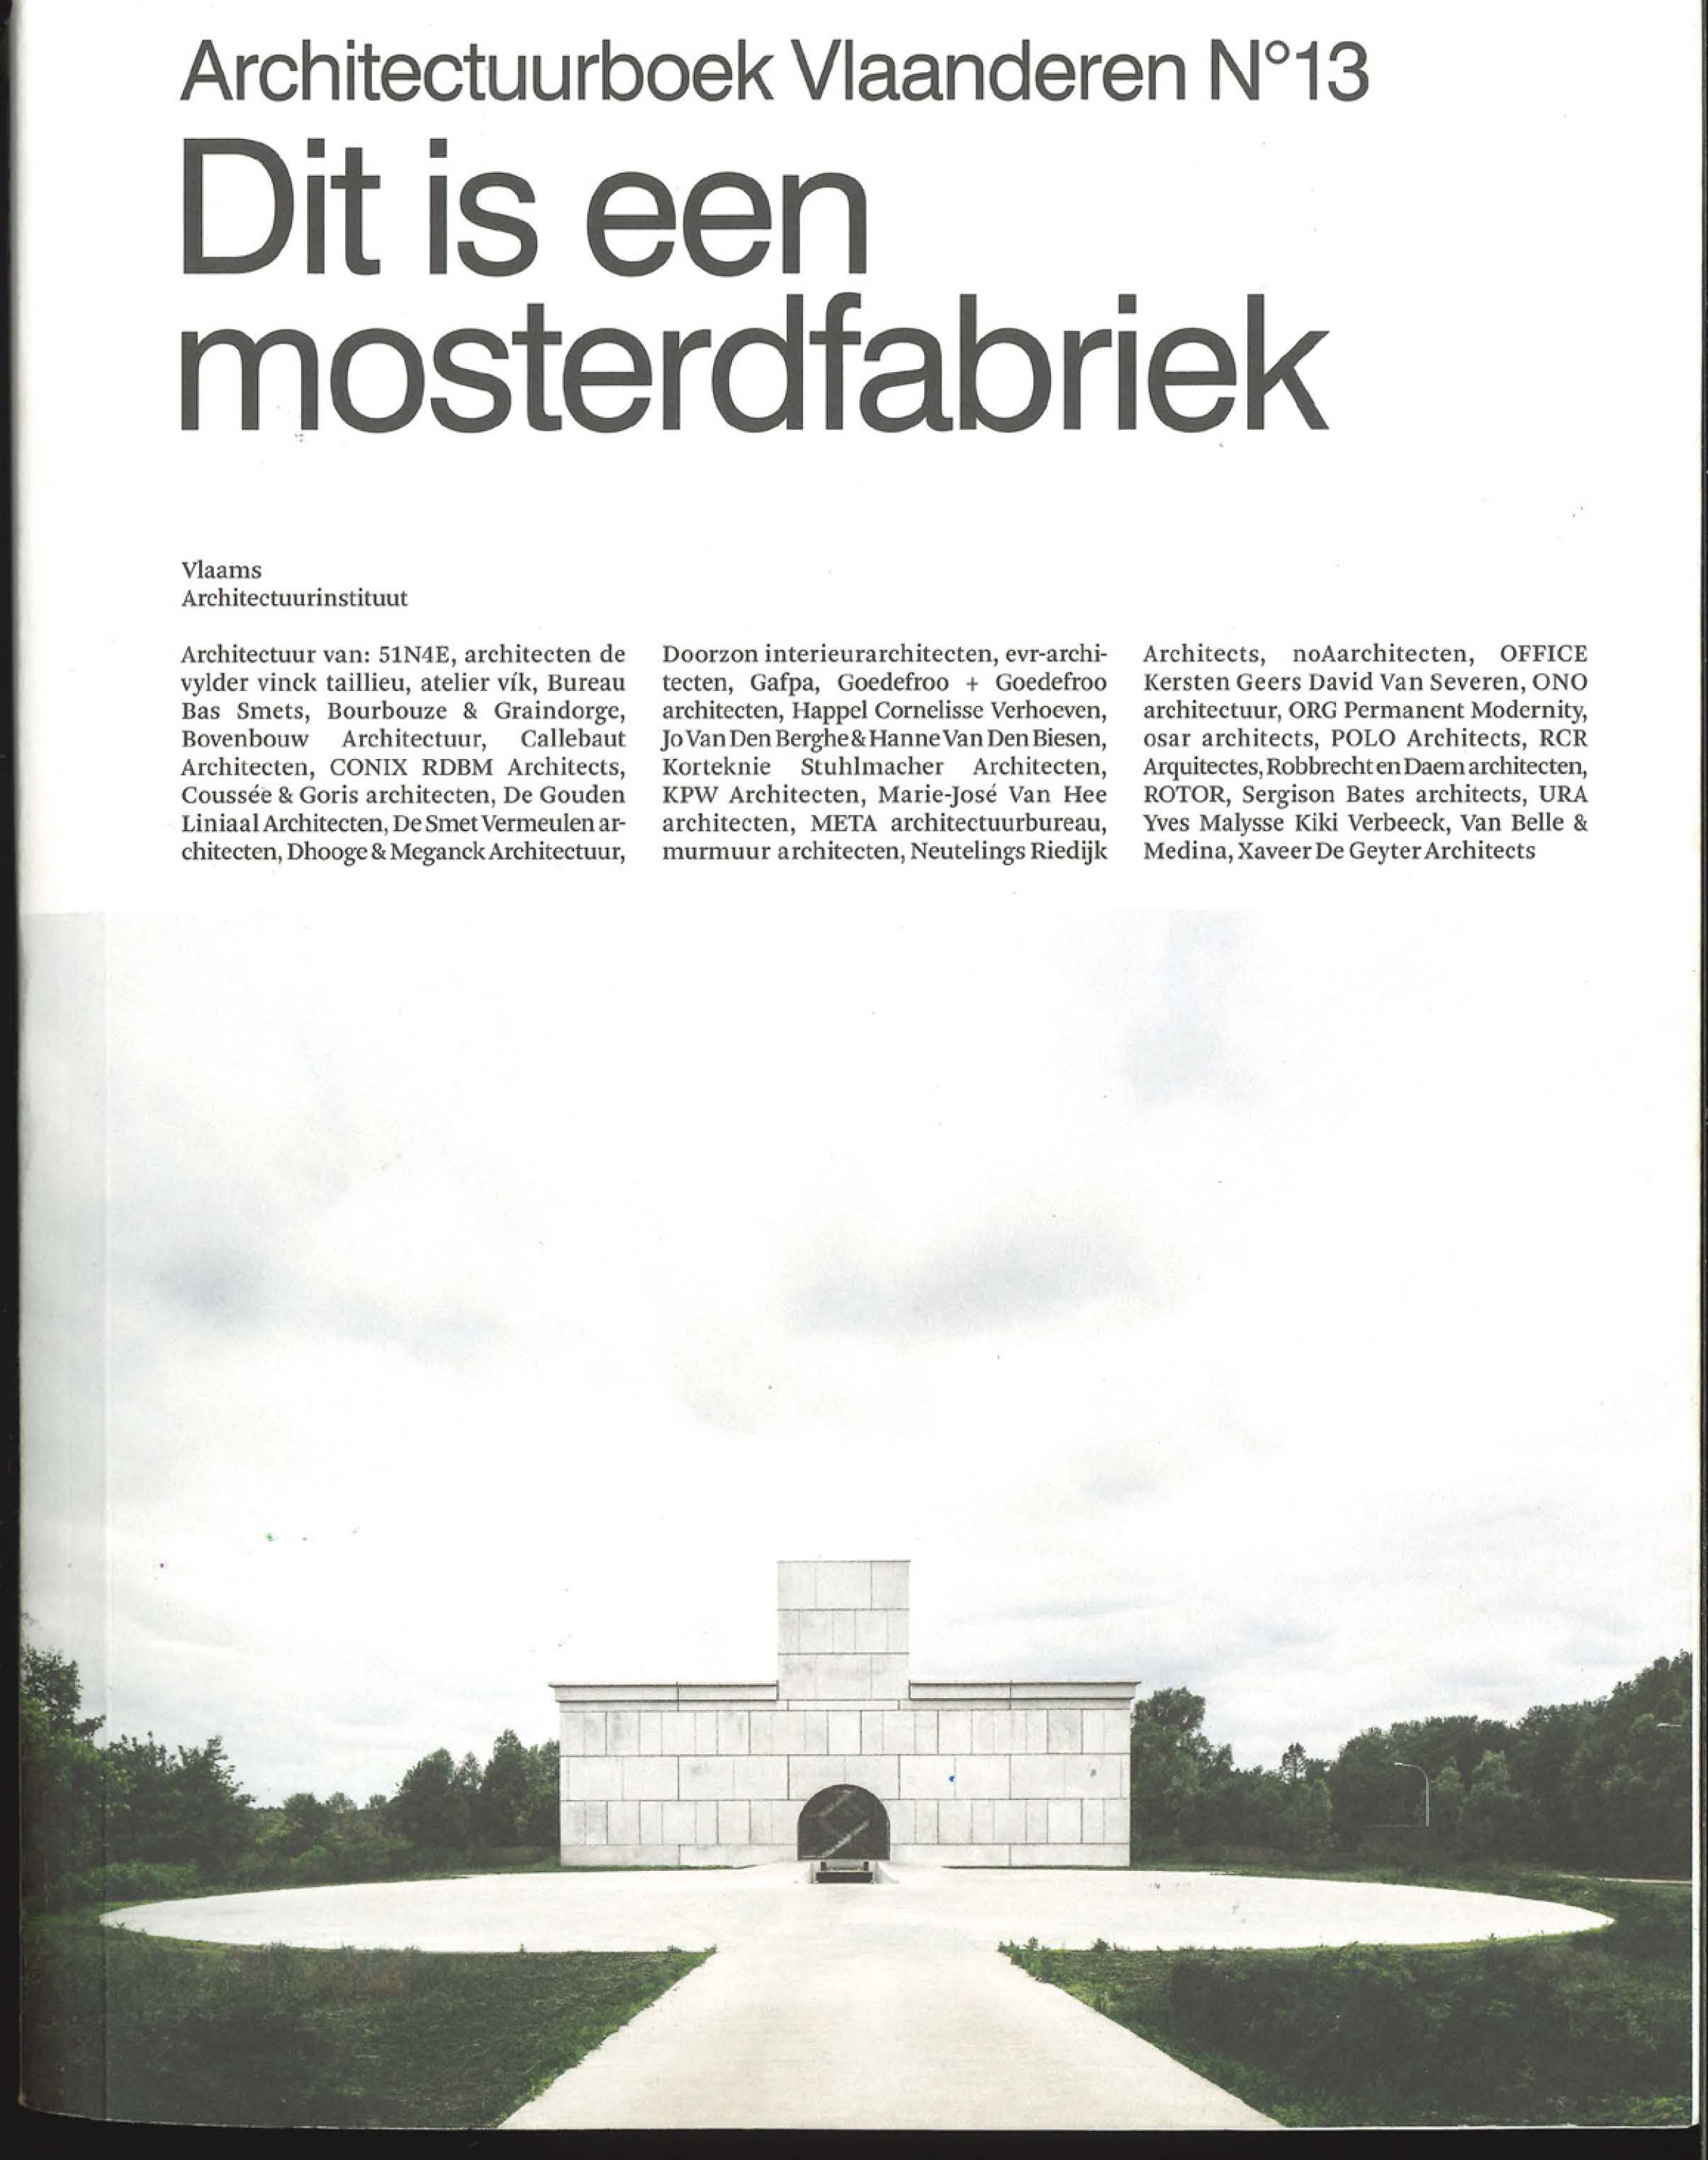 Architectuurboek Vlaanderen N°13
Dit is een
mosterdfabriek
Vlaams
Architectuurinstituut
Architectuur van: 51N4E, architecten de
vylder vinck taillieu, atelier vík, Bureau
Bas Smets, Bourbouze & Graindorge,
Bovenbouw Architectuur, Callebaut
Architecten, CONIX RDBM Architects,
Coussée & Goris architecten, De Gouden
Liniaal Architecten, De Smet Vermeulen ar-
chitecten, Dhooge & Meganck Architectuur,
Doorzon interieurarchitecten, evr-archi-
tecten, Gafpa, Goedefroo + Goedefroo
architecten, Happel Cornelisse Verhoeven,
Jo Van Den Berghe & Hanne Van Den Biesen,
Korteknie Stuhlmacher Architecten,
KPW Architecten, Marie-José Van Hee
architecten, META architectuurbureau,
murmuur architecten, Neutelings Riedijk
Architects, noAarchitecten, OFFICE
Kersten Geers David Van Severen, ONO
architectuur, ORG Permanent Modernity,
osar architects, POLO Architects, RCR
Arquitectes, Robbrecht en Daem architecten,
ROTOR, Sergison Bates architects, URA
Yves Malysse Kiki Verbeeck, Van Belle &
Medina, Xaveer De Geyter Architects